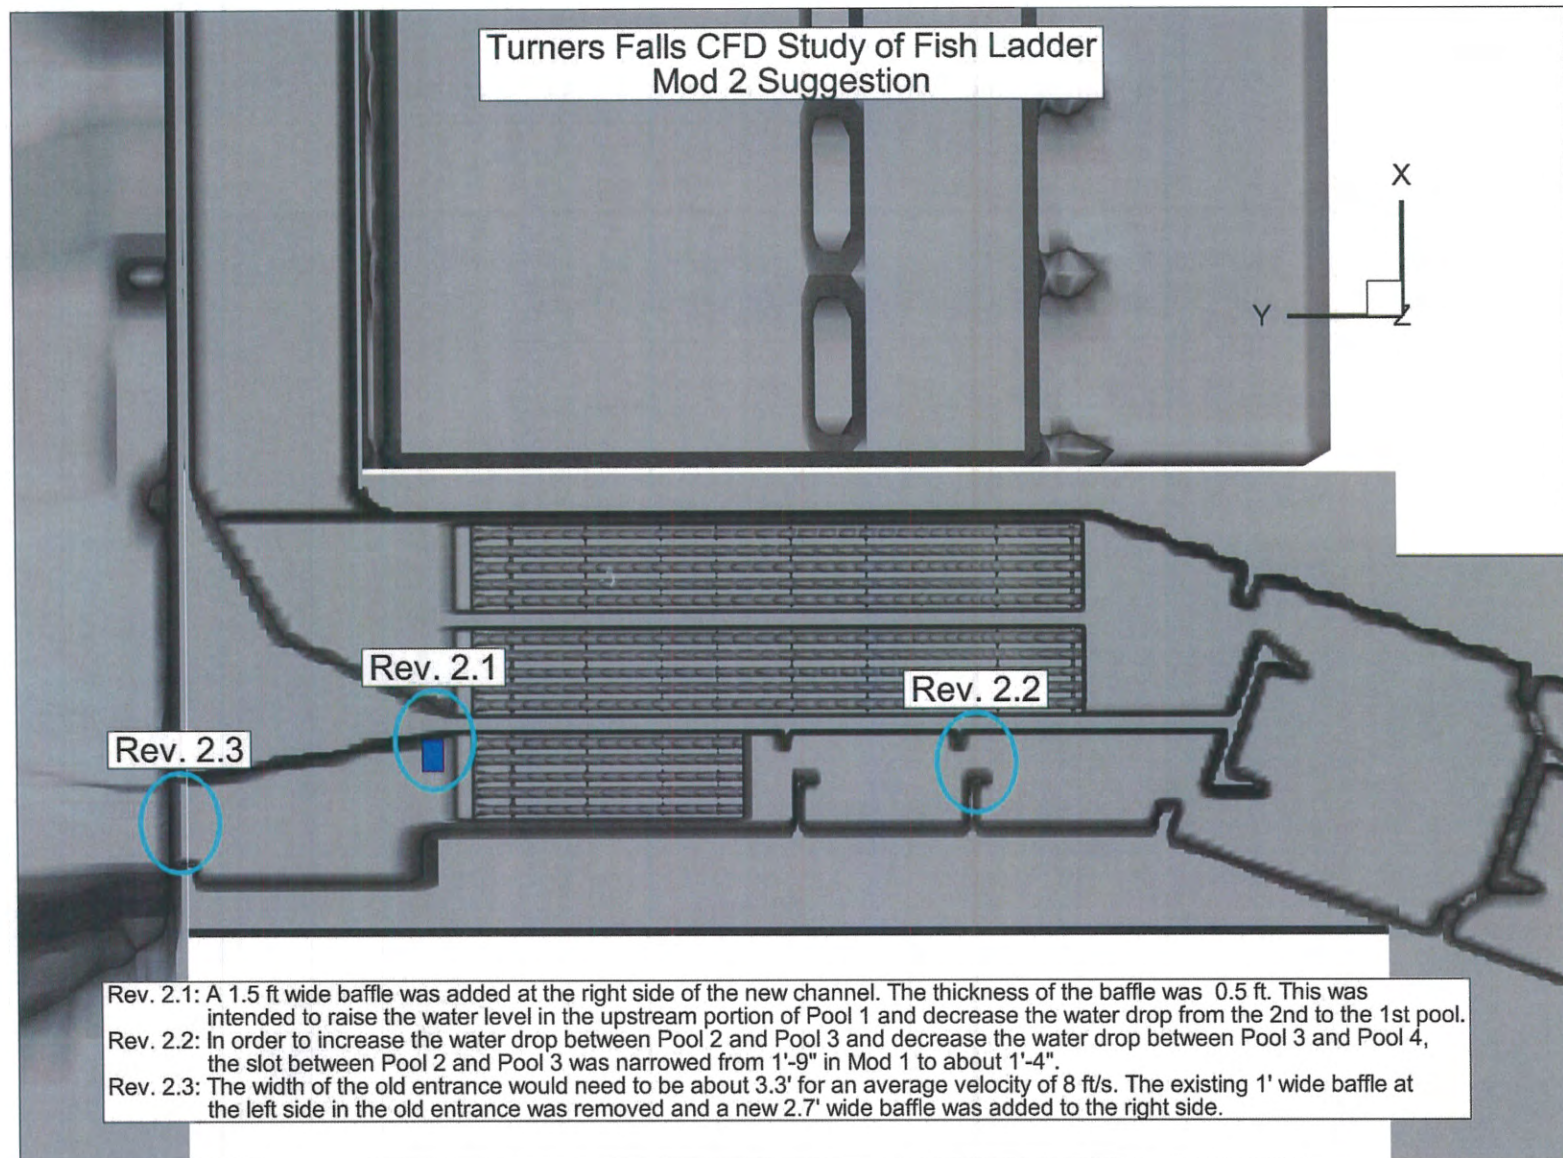 Turners Falls CFD Study of Fish Ladder
Mod 2 Suggestion
X
Y
Z
Rev. 2.1
Rev. 2.2
Rev. 2.3
Rev. 2.1: A 1.5 ft wide baffle was added at the right side of the new channel. The thickness of the baffle was 0.5 ft. This was
intended to raise the water level in the upstream portion of Pool 1 and decrease the water drop from the 2nd to the 1st pool.
Rev. 2.2: In order to increase the water drop between Pool 2 and Pool 3 and decrease the water drop between Pool 3 and Pool 4,
the slot between Pool 2 and Pool 3 was narrowed from 1'-9" in Mod 1 to about 1'-4".
Rev. 2.3: The width of the old entrance would need to be about 3.3' for an average velocity of 8 ft/s. The existing 1' wide baffle at
the left side in the old entrance was removed and a new 2.7' wide baffle was added to the right side.